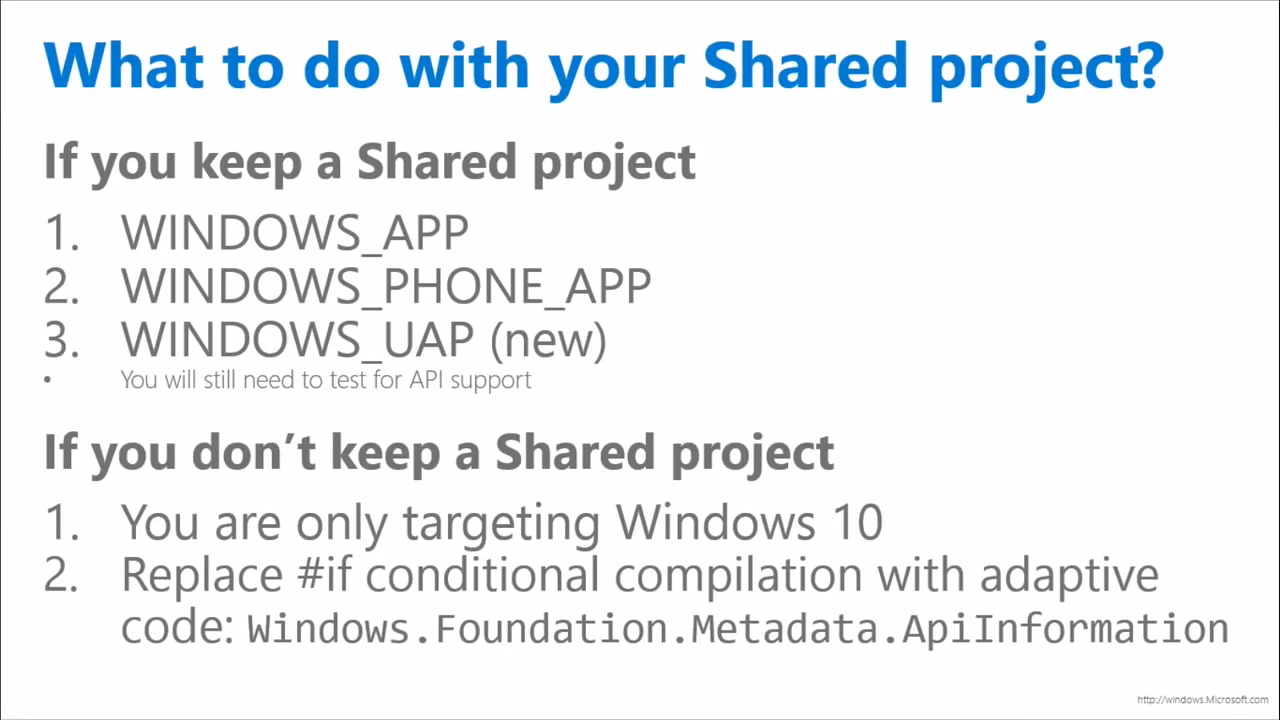 What to do with your Shared project?
If you keep a Shared project
1. WINDOWS_APP
2. WINDOWS_PHONE_APP
3. WINDOWS_UAP (new)
• You will still need to test for API support
If you don’t keep a Shared project
1. You are only targeting Windows 10
2. Replace #if conditional compilation with adaptive
code: Windows.Foundation.Metadata.ApiInformation
http://windows.Microsoft.com